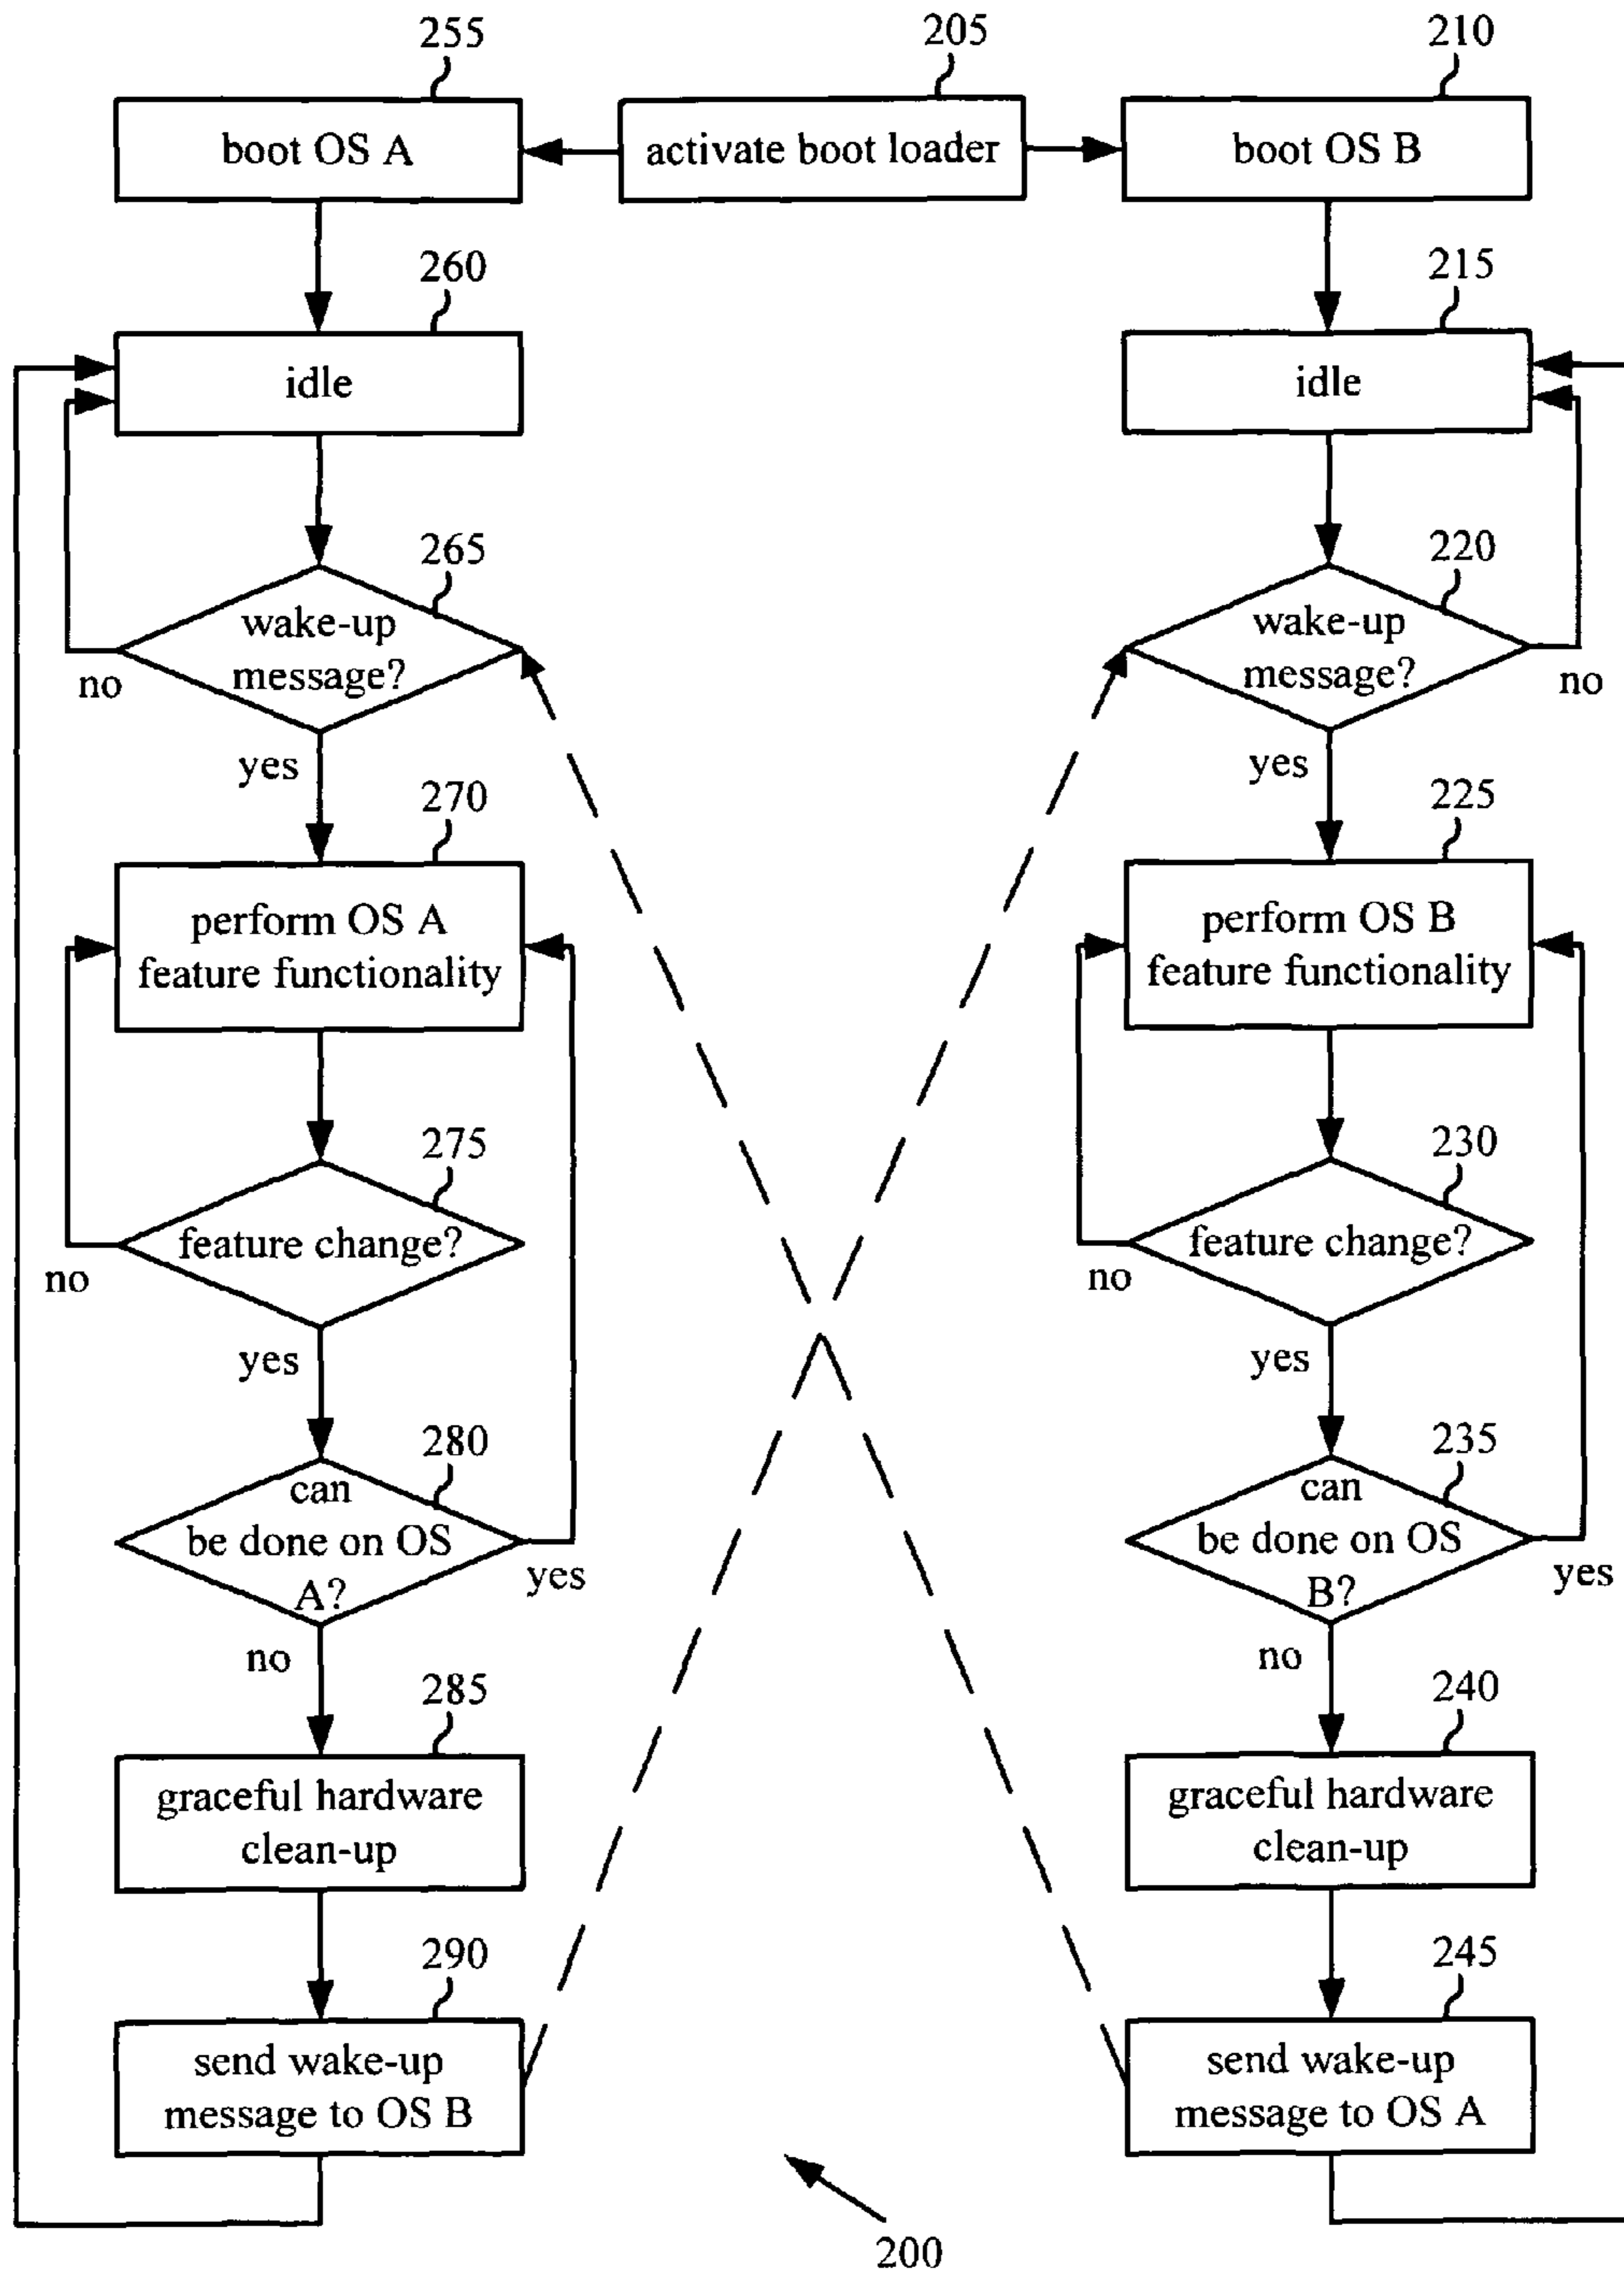 255
205
210
boot OS A
activate boot loader
boot OS B
260
215
idle
idle
265
220
wake-up
message?
wake-up
message?
no
no
yes
yes
270
225
perform OS A
feature functionality
perform OS B
feature functionality
275
230
feature change?
feature change?
no
no
yes
yes
280
235
can
be done on OS
A?
can
be done on OS
B?
yes
yes
no
no
285
240
graceful hardware
clean-up
graceful hardware
clean-up
290
245
send wake-up
message to OS B
send wake-up
message to OS A
200